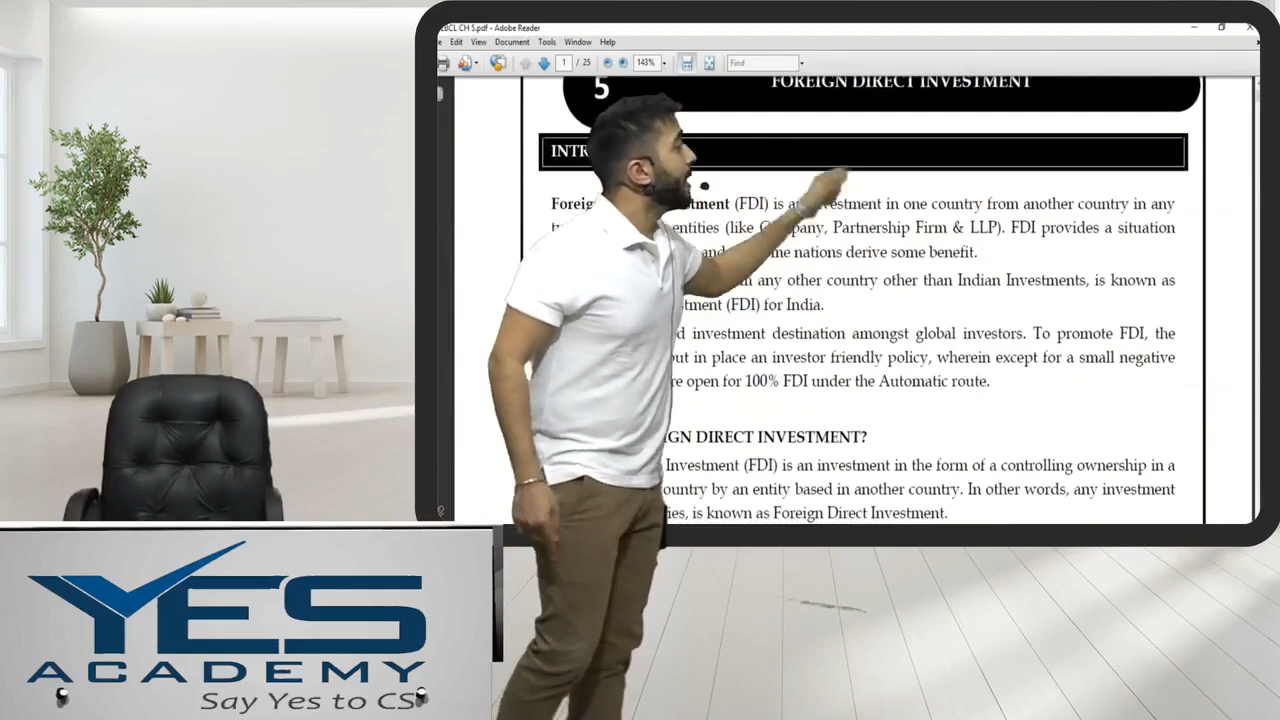 EBCL CH 5.pdf - Adobe Reader
Edit View Document Tools Window Help
1 / 25 143% Find
5 FOREIGN DIRECT INVESTMENT
INTR
Foreig tment (FDI) is an investment in one country from another country in any
entities (like Company, Partnership Firm & LLP). FDI provides a situation
and me nations derive some benefit.
any other country other than Indian Investments, is known as
stment (FDI) for India.
d investment destination amongst global investors. To promote FDI, the
put in place an investor friendly policy, wherein except for a small negative
re open for 100% FDI under the Automatic route.
IGN DIRECT INVESTMENT?
Investment (FDI) is an investment in the form of a controlling ownership in a
ountry by an entity based in another country. In other words, any investment
ies, is known as Foreign Direct Investment.
YES
ACADEMY
Say Yes to CS